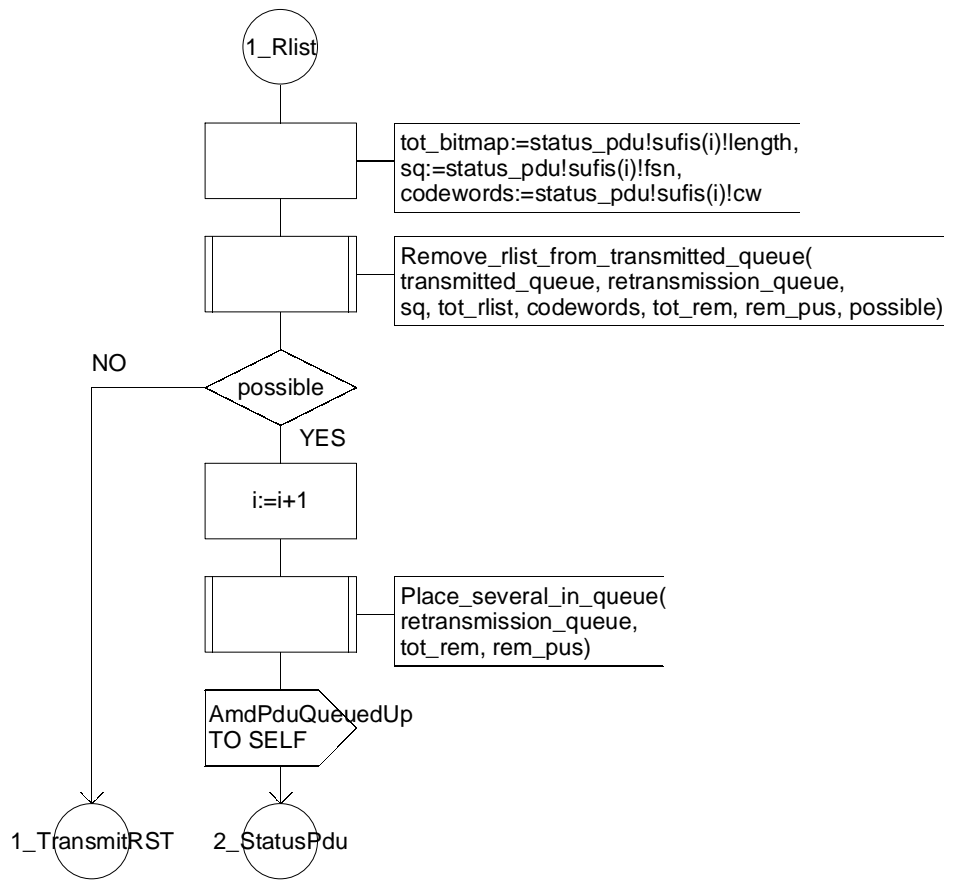 1_Rlist
tot_bitmap:=status_pdu!sufis(i)!length,
sq:=status_pdu!sufis(i)!fsn,
codewords:=status_pdu!sufis(i)!cw
Remove_rlist_from_transmitted_queue(
transmitted_queue, retransmission_queue,
sq, tot_rlist, codewords, tot_rem, rem_pus, possible)
NO
possible
YES
i:=i+1
Place_several_in_queue(
retransmission_queue,
tot_rem, rem_pus)
AmdPduQueuedUp
TO SELF
1_TransmitRST
2_StatusPdu